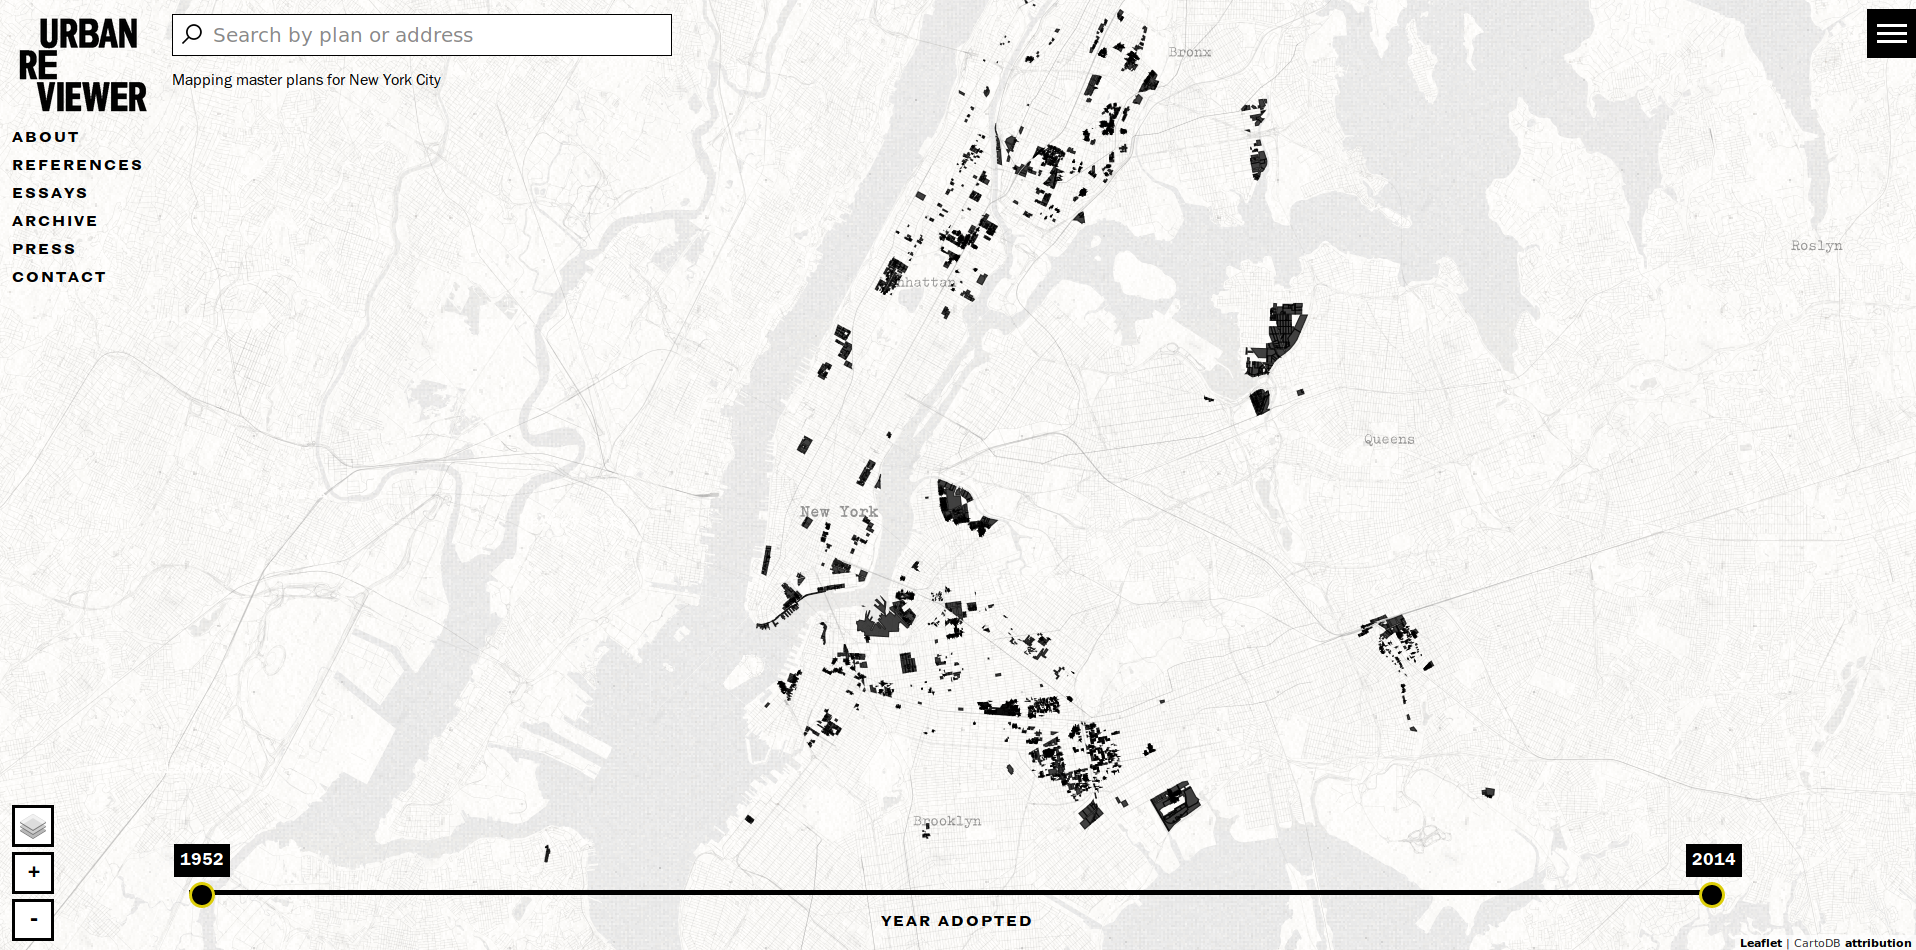 URBAN
RE
VIEWER
Search by plan or address
Mapping master plans for New York City
ABOUT
REFERENCES
ESSAYS
ARCHIVE
PRESS
CONTACT
Bronx
Roslyn
nhattan
Queens
New York
Brooklyn
+
-
1952
2014
YEAR ADOPTED
Leaflet | CartoDB attribution